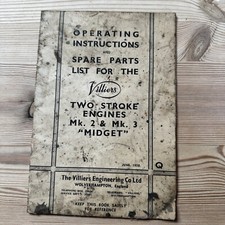 OPERATING
INSTRUCTIONS
AND
SPARE PARTS
LIST FOR THE
Villiers
TWO-STROKE
ENGINES
Mk. 2 & Mk. 3
"MIDGET"
Q
The Villiers Engineering Co Ltd
WOLVERHAMPTON, England
KEEP THIS BOOK SAFELY
FOR REFERENCE